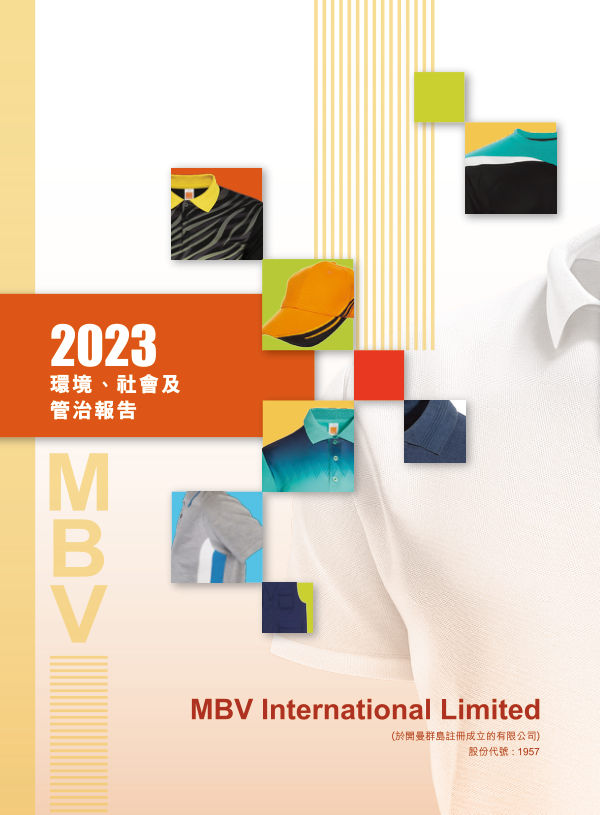 2023
環境、社會及
管治報告
M
B
V
MBV International Limited
(於開曼群島註冊成立的有限公司)
股份代號 : 1957